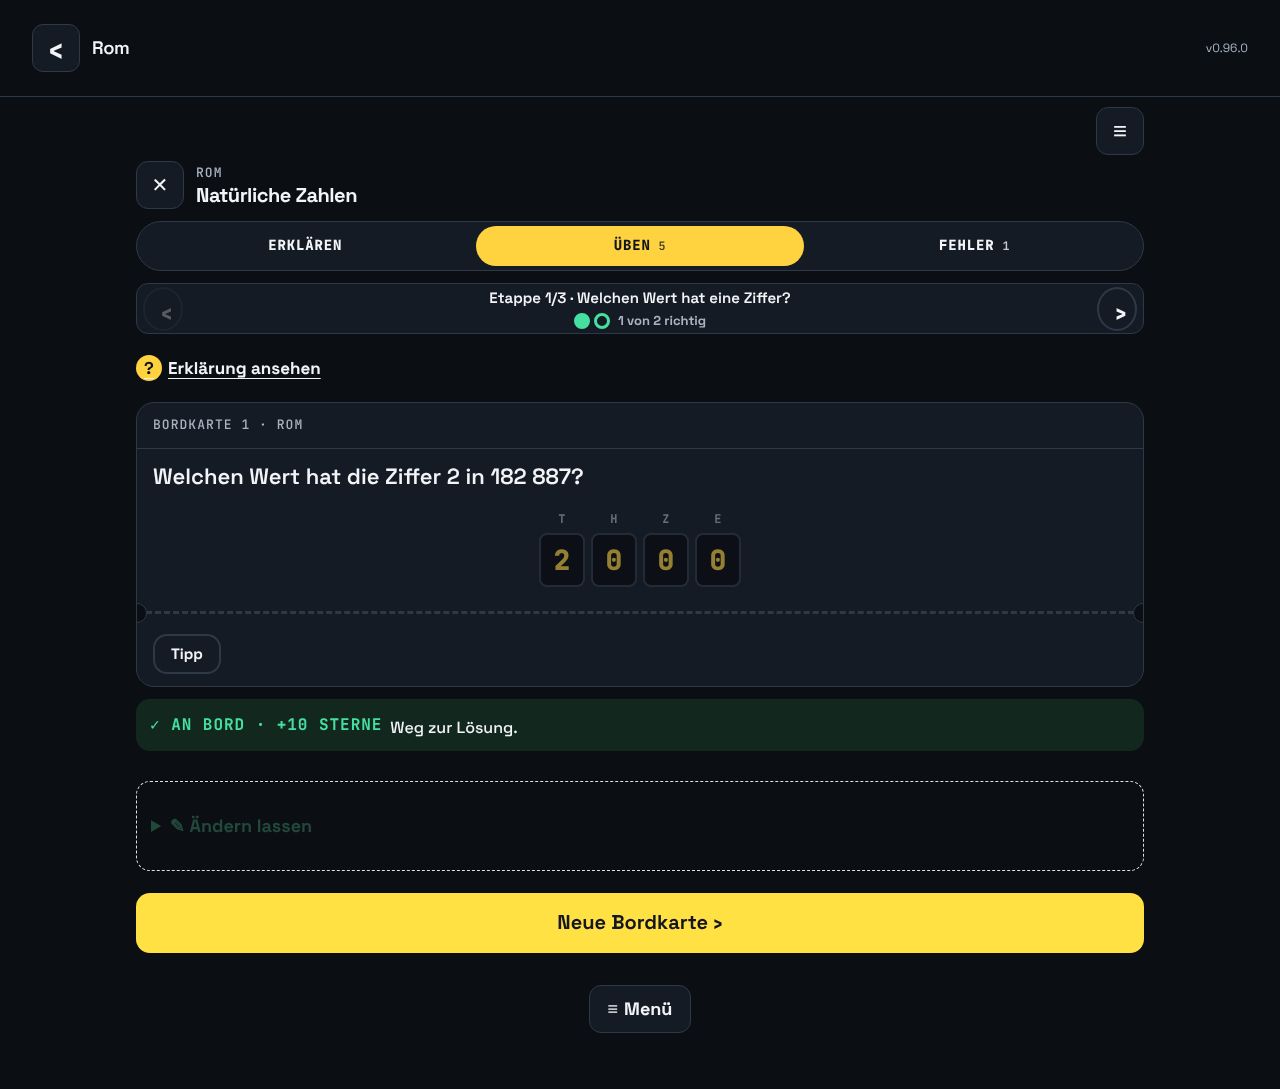 < Rom
v0.96.0
≡
✕
ROM
Natürliche Zahlen
ERKLÄREN
ÜBEN 5
FEHLER 1
<
Etappe 1/3 · Welchen Wert hat eine Ziffer?
1 von 2 richtig
>
? Erklärung ansehen
BORDKARTE 1 · ROM
Welchen Wert hat die Ziffer 2 in 182 887?
T H Z E
2 0 0 0
Tipp
✓ AN BORD · +10 STERNE Weg zur Lösung.
▶ ✎ Ändern lassen
Neue Bordkarte >
≡ Menü